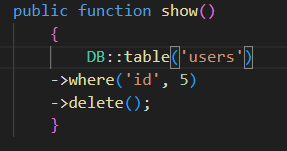 public function show()
{
DB::table('users')
->where('id', 5)
->delete();
}